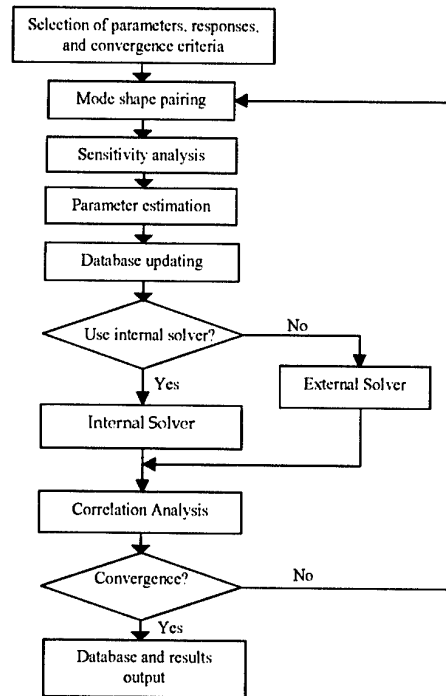 Selection of parameters, responses,
and convergence criteria
Mode shape pairing
Sensitivity analysis
Parameter estimation
Database updating
Use internal solver?
No
Yes
External Solver
Internal Solver
Correlation Analysis
Convergence?
No
Yes
Database and results
output